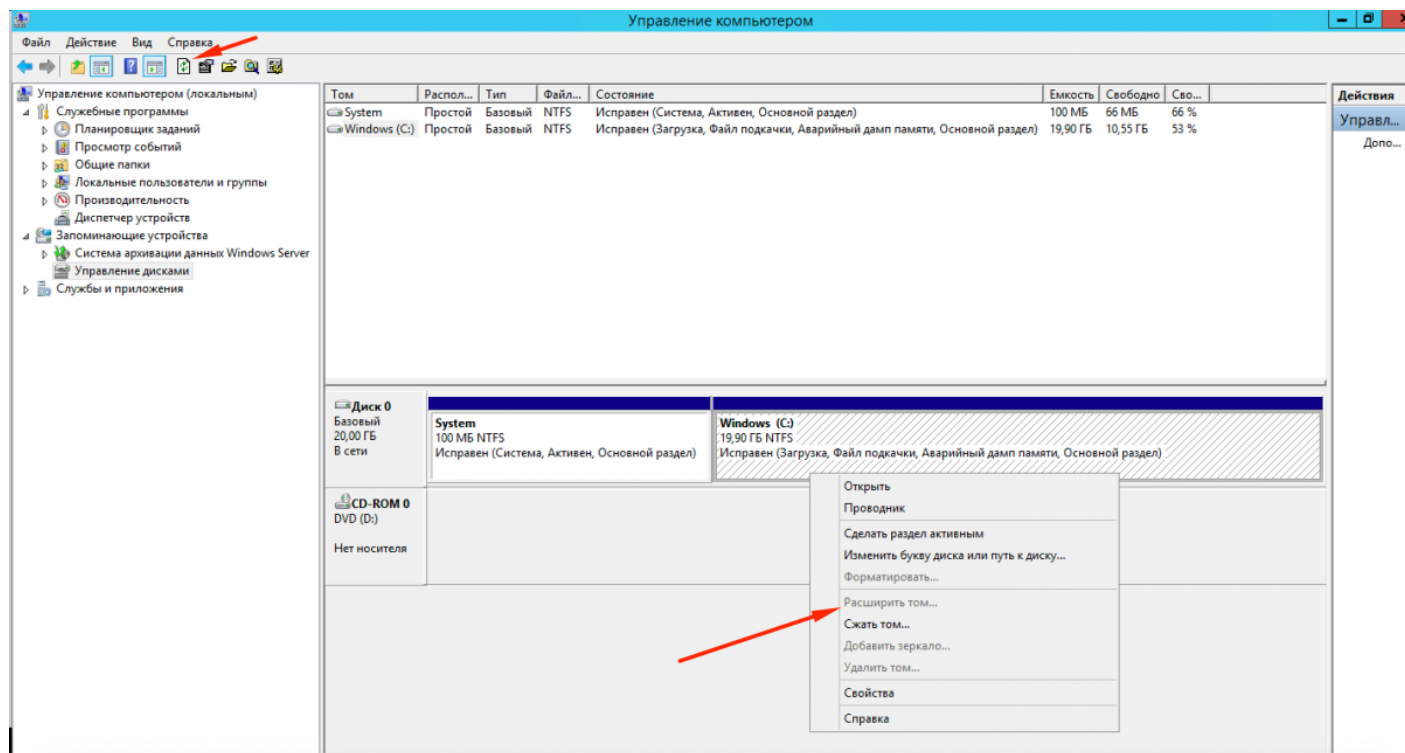 Управление компьютером
Файл Действие Вид Справка
Управление компьютером (локальным)
Служебные программы
Планировщик заданий
Просмотр событий
Общие папки
Локальные пользователи и группы
Производительность
Диспетчер устройств
Запоминающие устройства
Система архивации данных Windows Server
Управление дисками
Службы и приложения
Том Распол... Тип Файл... Состояние Емкость Свободно Сво...
System Простой Базовый NTFS Исправен (Система, Активен, Основной раздел) 100 МБ 66 МБ 66 %
Windows (C:) Простой Базовый NTFS Исправен (Загрузка, Файл подкачки, Аварийный дамп памяти, Основной раздел) 19,90 ГБ 10,55 ГБ 53 %
Действия
Управл...
Допо...
Диск 0
Базовый
20,00 ГБ
В сети
System
100 МБ NTFS
Исправен (Система, Активен, Основной раздел)
Windows (C:)
19,90 ГБ NTFS
Исправен (Загрузка, Файл подкачки, Аварийный дамп памяти, Основной раздел)
CD-ROM 0
DVD (D:)
Нет носителя
Открыть
Проводник
Сделать раздел активным
Изменить букву диска или путь к диску...
Форматировать...
Расширить том...
Сжать том...
Добавить зеркало...
Удалить том...
Свойства
Справка